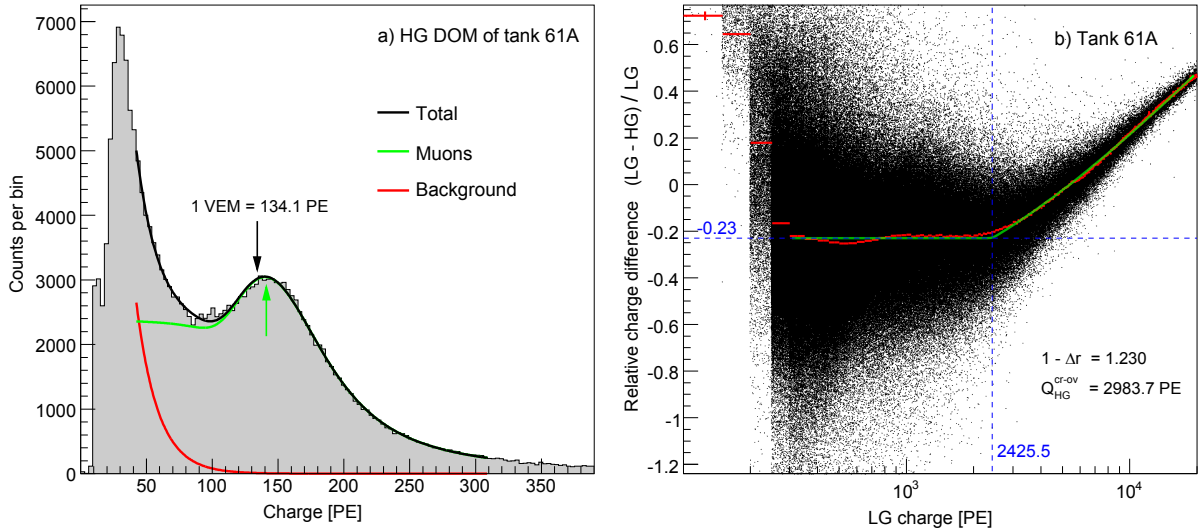 a) HG DOM of tank 61A
Total
Muons
Background
1 VEM = 134.1 PE
Counts per bin
7000
6000
5000
4000
3000
2000
1000
0
50
100
150
200
250
300
350
Charge [PE]
b) Tank 61A
Relative charge difference (LG - HG) / LG
0.6
0.4
0.2
0
-0.2
-0.23
-0.4
-0.6
-0.8
-1
-1.2
1 - Δr = 1.230
Q_HG^cr-ov = 2983.7 PE
2425.5
10^3
10^4
LG charge [PE]